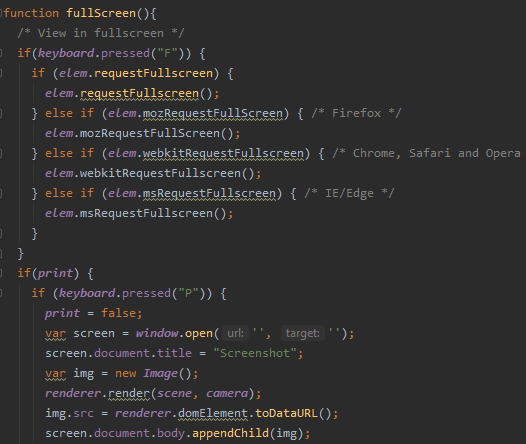 function fullScreen(){
  /* View in fullscreen */
  if(keyboard.pressed("F")) {
    if (elem.requestFullscreen) {
      elem.requestFullscreen();
    } else if (elem.mozRequestFullScreen) { /* Firefox */
      elem.mozRequestFullScreen();
    } else if (elem.webkitRequestFullscreen) { /* Chrome, Safari and Opera
      elem.webkitRequestFullscreen();
    } else if (elem.msRequestFullscreen) { /* IE/Edge */
      elem.msRequestFullscreen();
    }
  }
  if(print) {
    if (keyboard.pressed("P")) {
      print = false;
      var screen = window.open( url: '', target: '');
      screen.document.title = "Screenshot";
      var img = new Image();
      renderer.render(scene, camera);
      img.src = renderer.domElement.toDataURL();
      screen.document.body.appendChild(img);